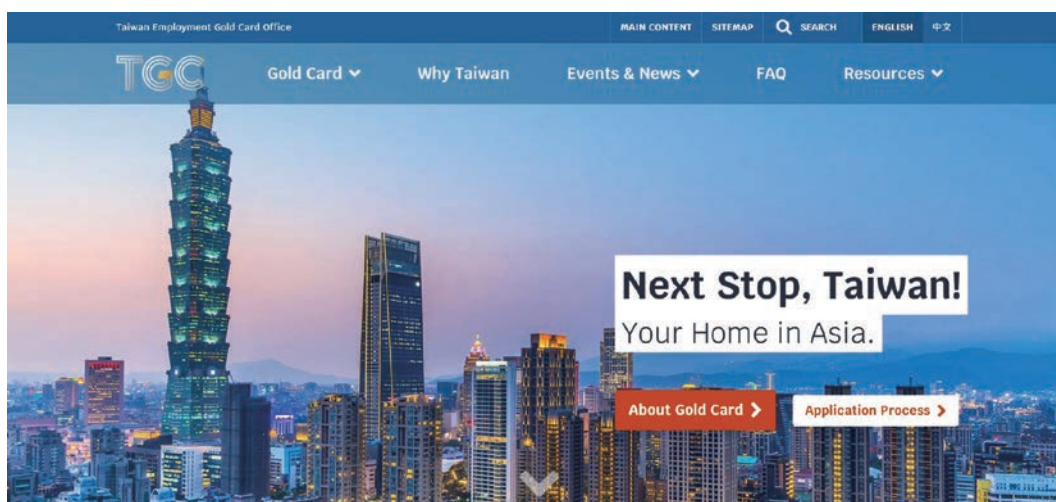 Taiwan Employment Gold Card Office
MAIN CONTENT SITEMAP SEARCH ENGLISH 中文
TGC Gold Card Why Taiwan Events & News FAQ Resources
Next Stop, Taiwan!
Your Home in Asia.
About Gold Card Application Process